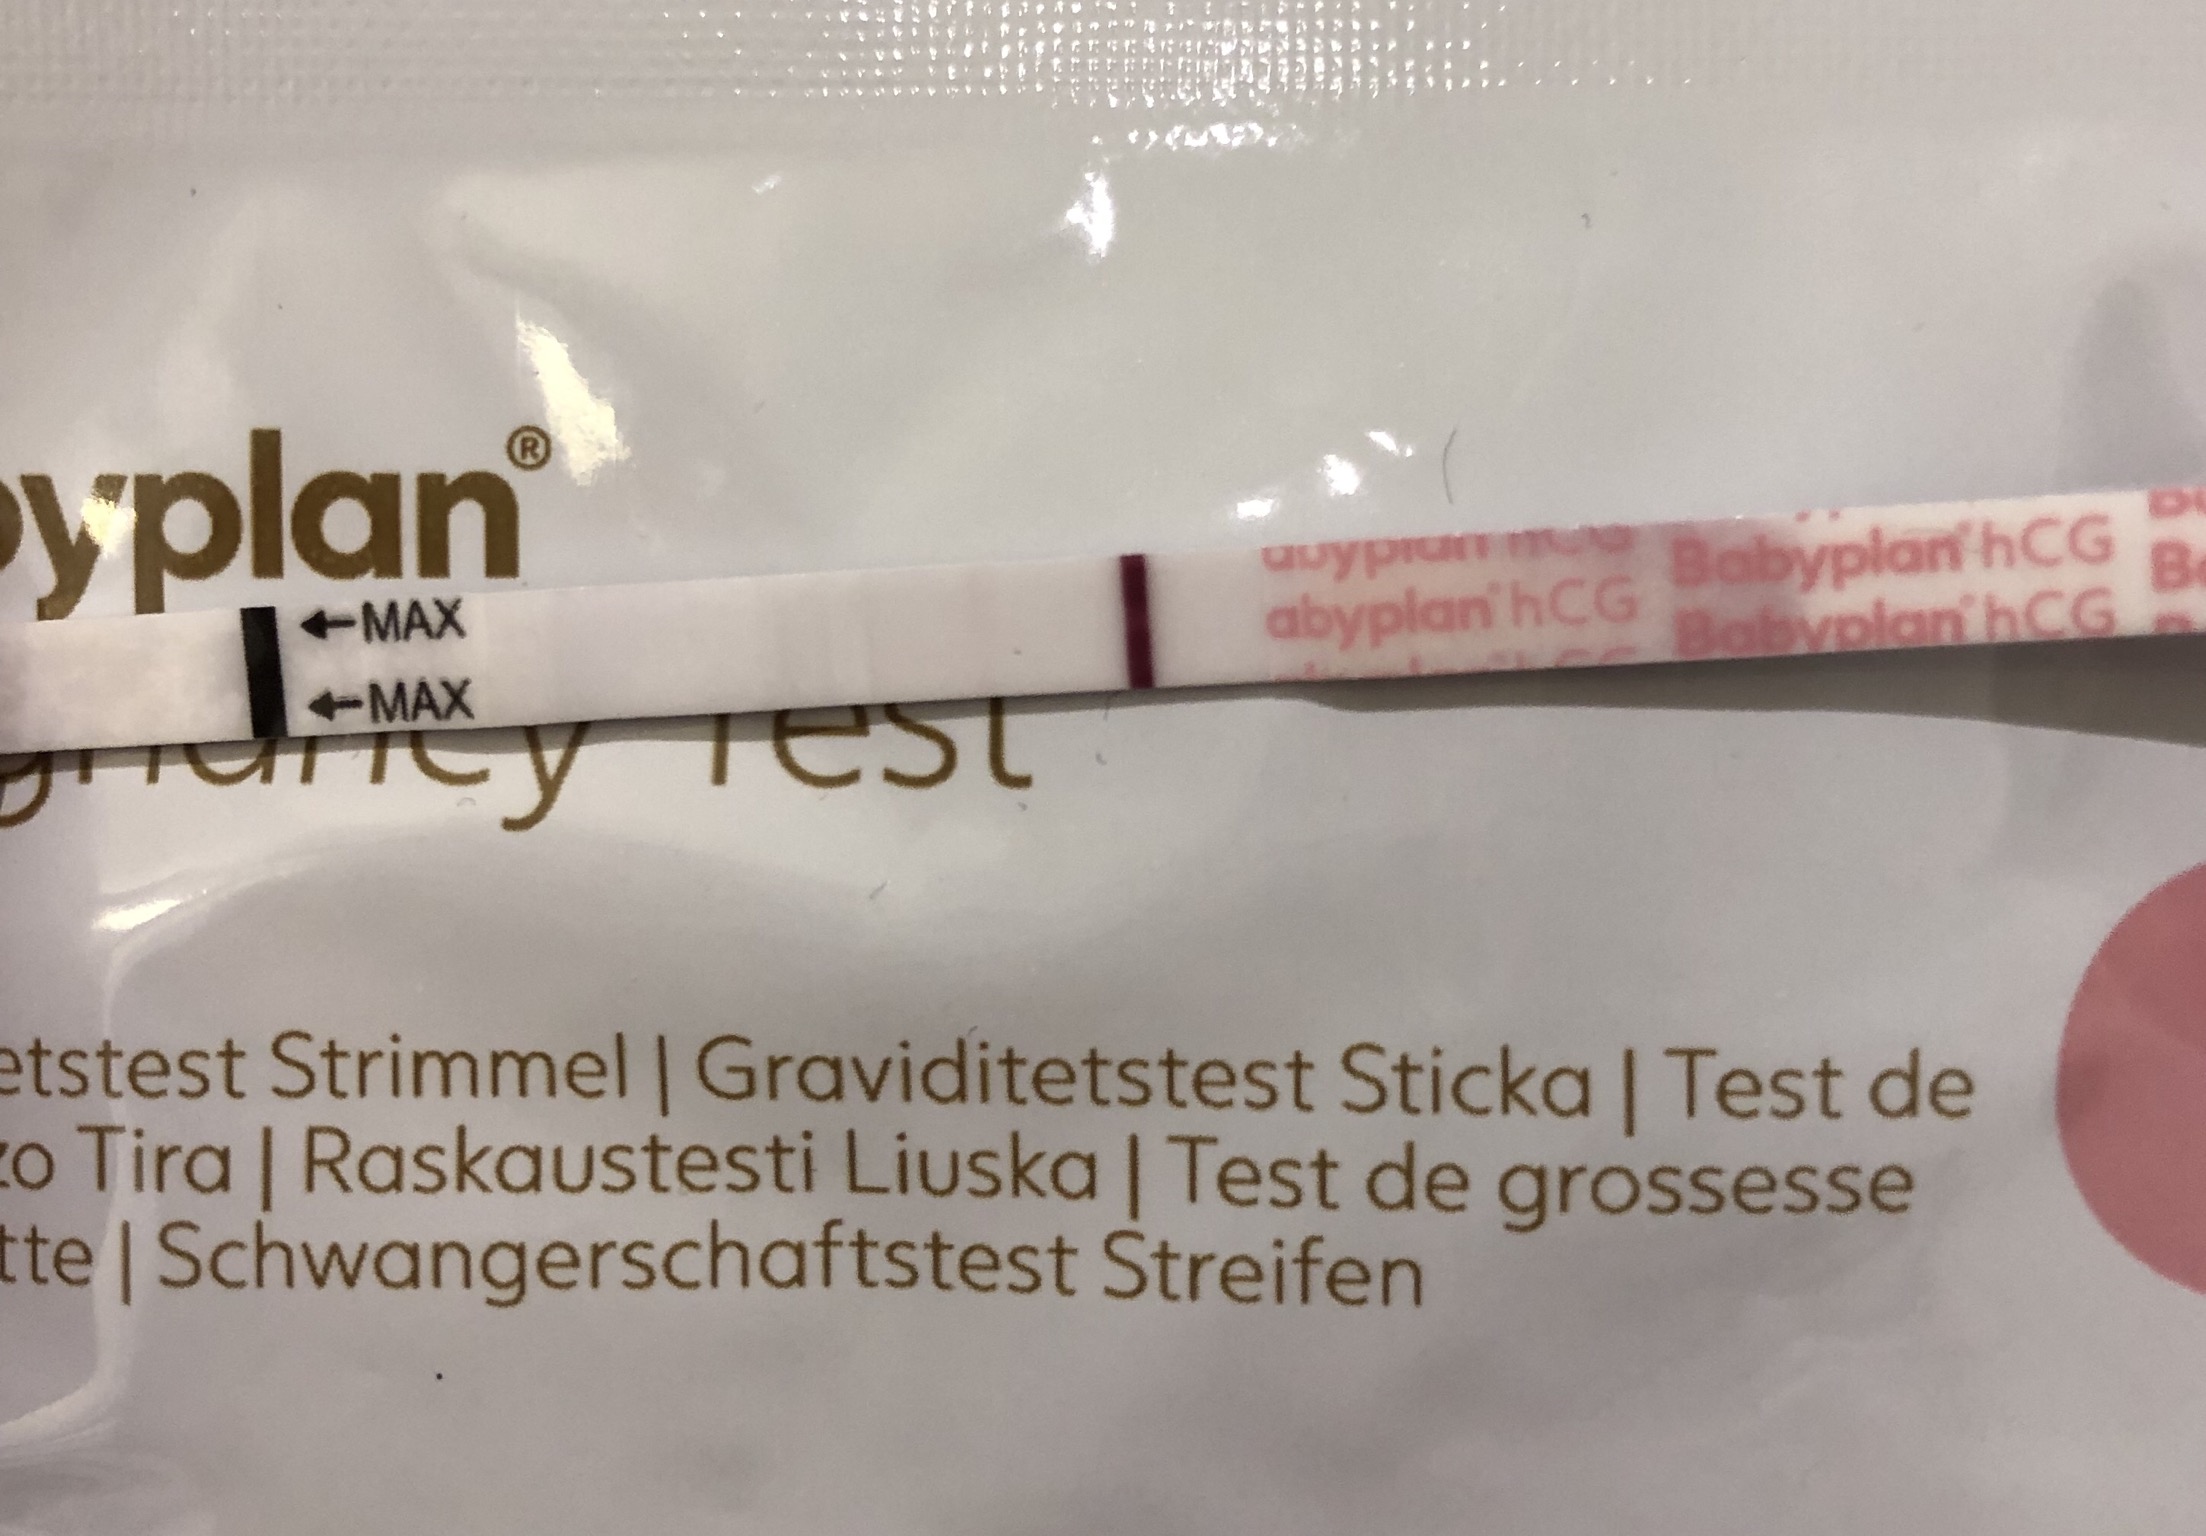 byplan®
←MAX
←MAX
abyplan® hCG
abyplan® hCG
Babyplan® hCG
Babyplan® hCG
gnancy Test
etstest Strimmel | Graviditetstest Sticka | Test de
zo Tira | Raskaustesti Liuska | Test de grossesse
tte | Schwangerschaftstest Streifen